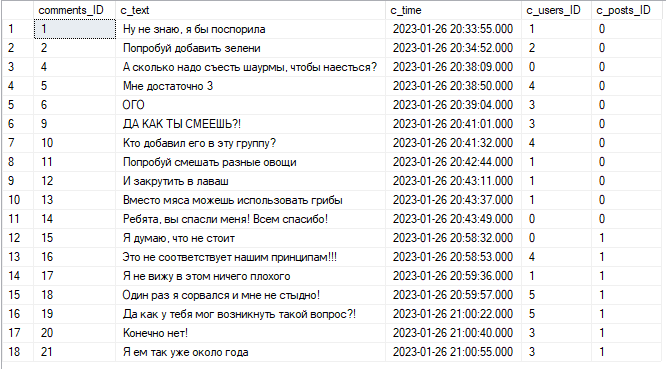 comments_ID c_text c_time c_users_ID c_posts_ID
1 1 Ну не знаю, я бы поспорила 2023-01-26 20:33:55.000 1 0
2 2 Попробуй добавить зелени 2023-01-26 20:34:52.000 2 0
3 4 А сколько надо съесть шаурмы, чтобы наесться? 2023-01-26 20:38:09.000 0 0
4 5 Мне достаточно 3 2023-01-26 20:38:50.000 4 0
5 6 ОГО 2023-01-26 20:39:04.000 3 0
6 9 ДА КАК ТЫ СМЕЕШЬ?! 2023-01-26 20:41:01.000 3 0
7 10 Кто добавил его в эту группу? 2023-01-26 20:41:32.000 4 0
8 11 Попробуй смешать разные овощи 2023-01-26 20:42:44.000 1 0
9 12 И закрутить в лаваш 2023-01-26 20:43:11.000 1 0
10 13 Вместо мяса можешь использовать грибы 2023-01-26 20:43:37.000 1 0
11 14 Ребята, вы спасли меня! Всем спасибо! 2023-01-26 20:43:49.000 0 0
12 15 Я думаю, что не стоит 2023-01-26 20:58:32.000 0 1
13 16 Это не соответствует нашим принципам!!! 2023-01-26 20:58:53.000 4 1
14 17 Я не вижу в этом ничего плохого 2023-01-26 20:59:36.000 1 1
15 18 Один раз я сорвался и мне не стыдно! 2023-01-26 20:59:57.000 5 1
16 19 Да как у тебя мог возникнуть такой вопрос?! 2023-01-26 21:00:22.000 5 1
17 20 Конечно нет! 2023-01-26 21:00:40.000 3 1
18 21 Я ем так уже около года 2023-01-26 21:00:55.000 3 1